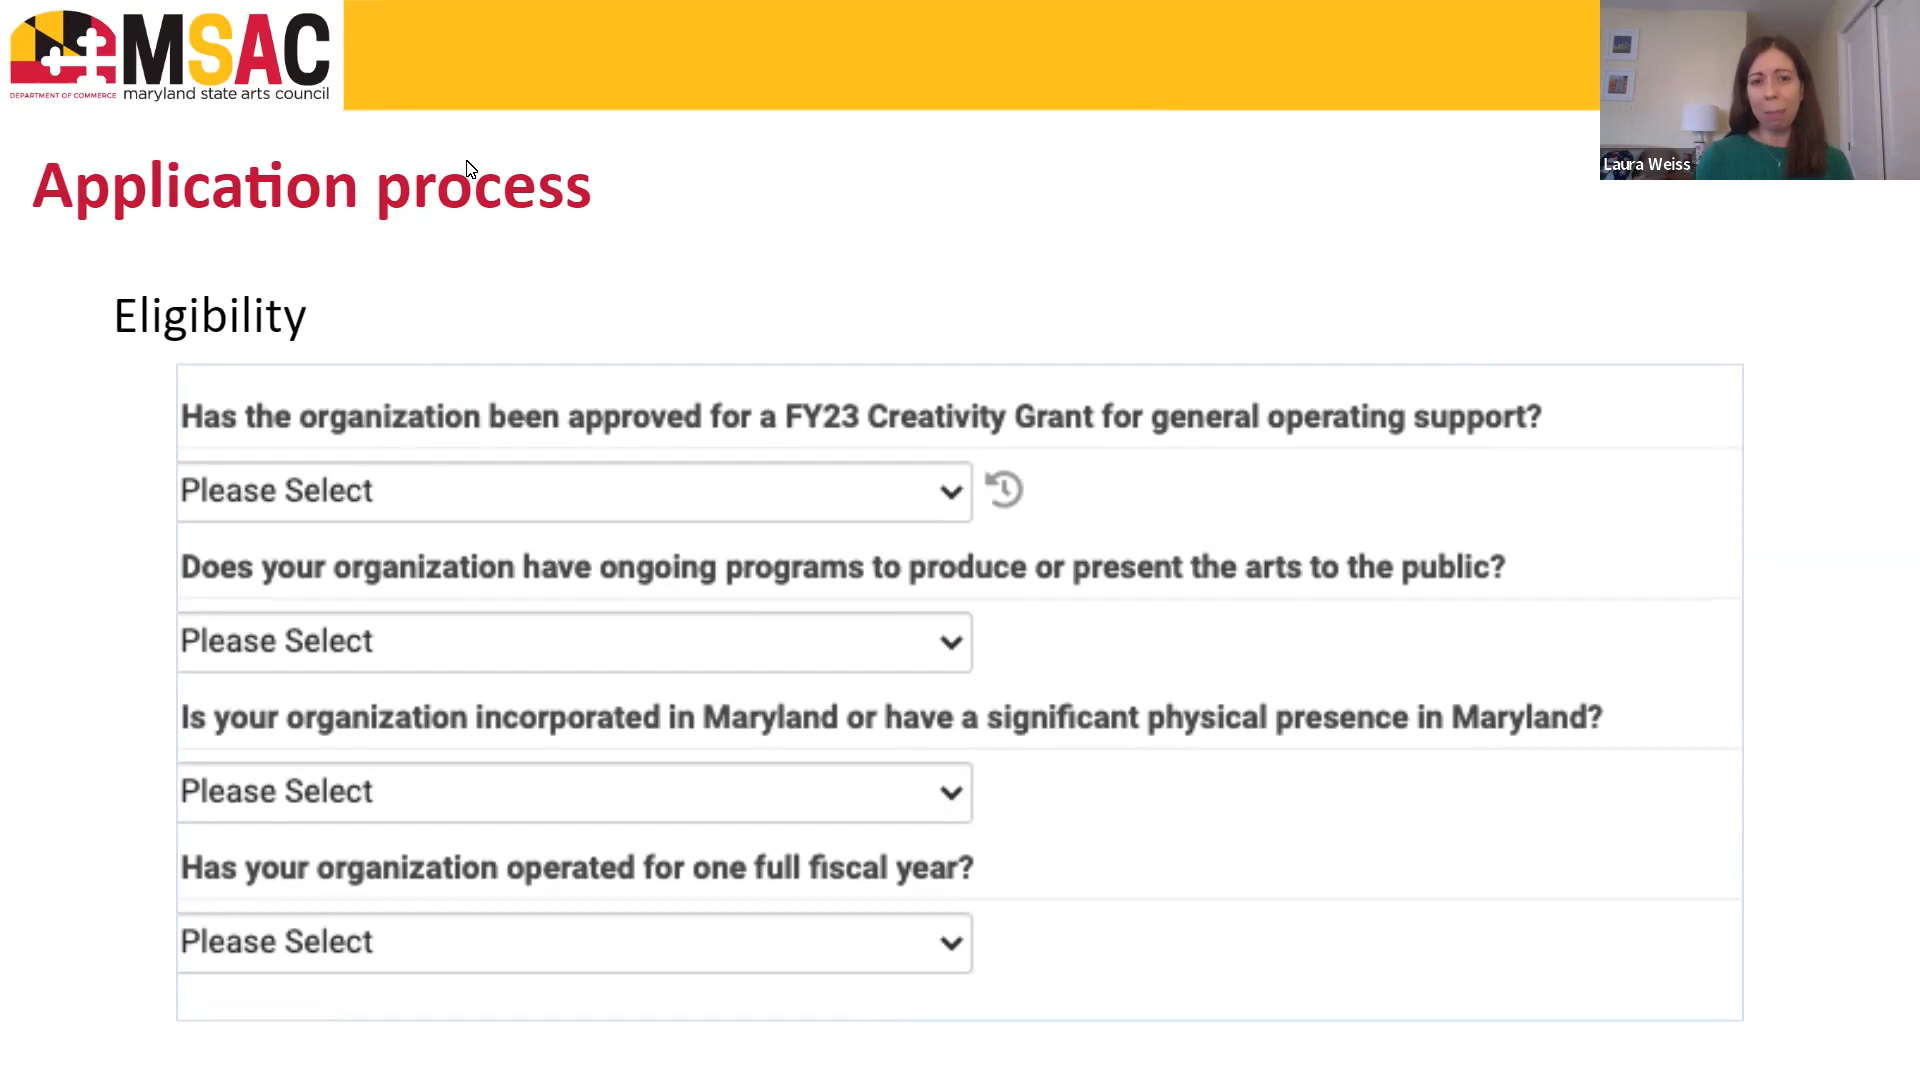 MSAC
DEPARTMENT OF COMMERCE maryland state arts council
Laura Weiss
Application process
Eligibility
Has the organization been approved for a FY23 Creativity Grant for general operating support?
Please Select
Does your organization have ongoing programs to produce or present the arts to the public?
Please Select
Is your organization incorporated in Maryland or have a significant physical presence in Maryland?
Please Select
Has your organization operated for one full fiscal year?
Please Select